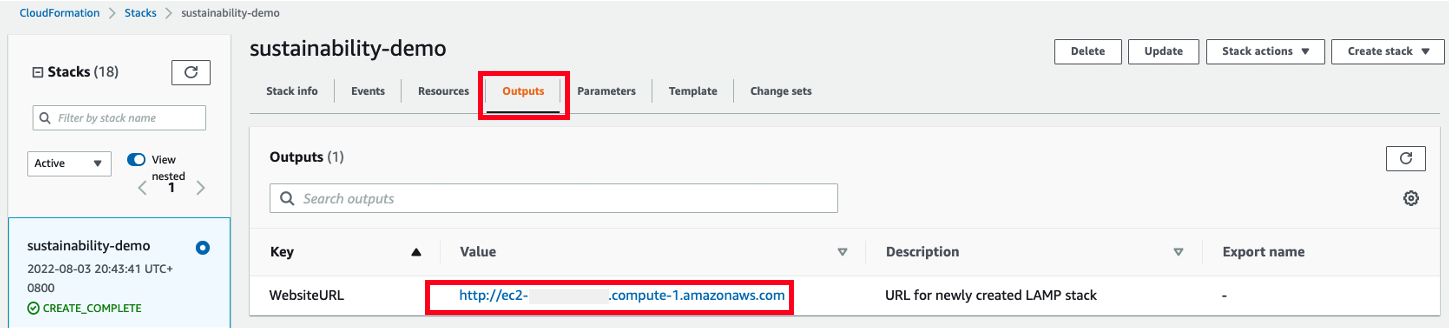 CloudFormation > Stacks > sustainability-demo
Stacks (18)
Filter by stack name
Active
View
nested
1
sustainability-demo
2022-08-03 20:43:41 UTC+
0800
CREATE_COMPLETE
sustainability-demo
Delete
Update
Stack actions
Create stack
Stack info
Events
Resources
Outputs
Parameters
Template
Change sets
Outputs (1)
Search outputs
Key
Value
Description
Export name
WebsiteURL
http://ec2- .compute-1.amazonaws.com
URL for newly created LAMP stack
-